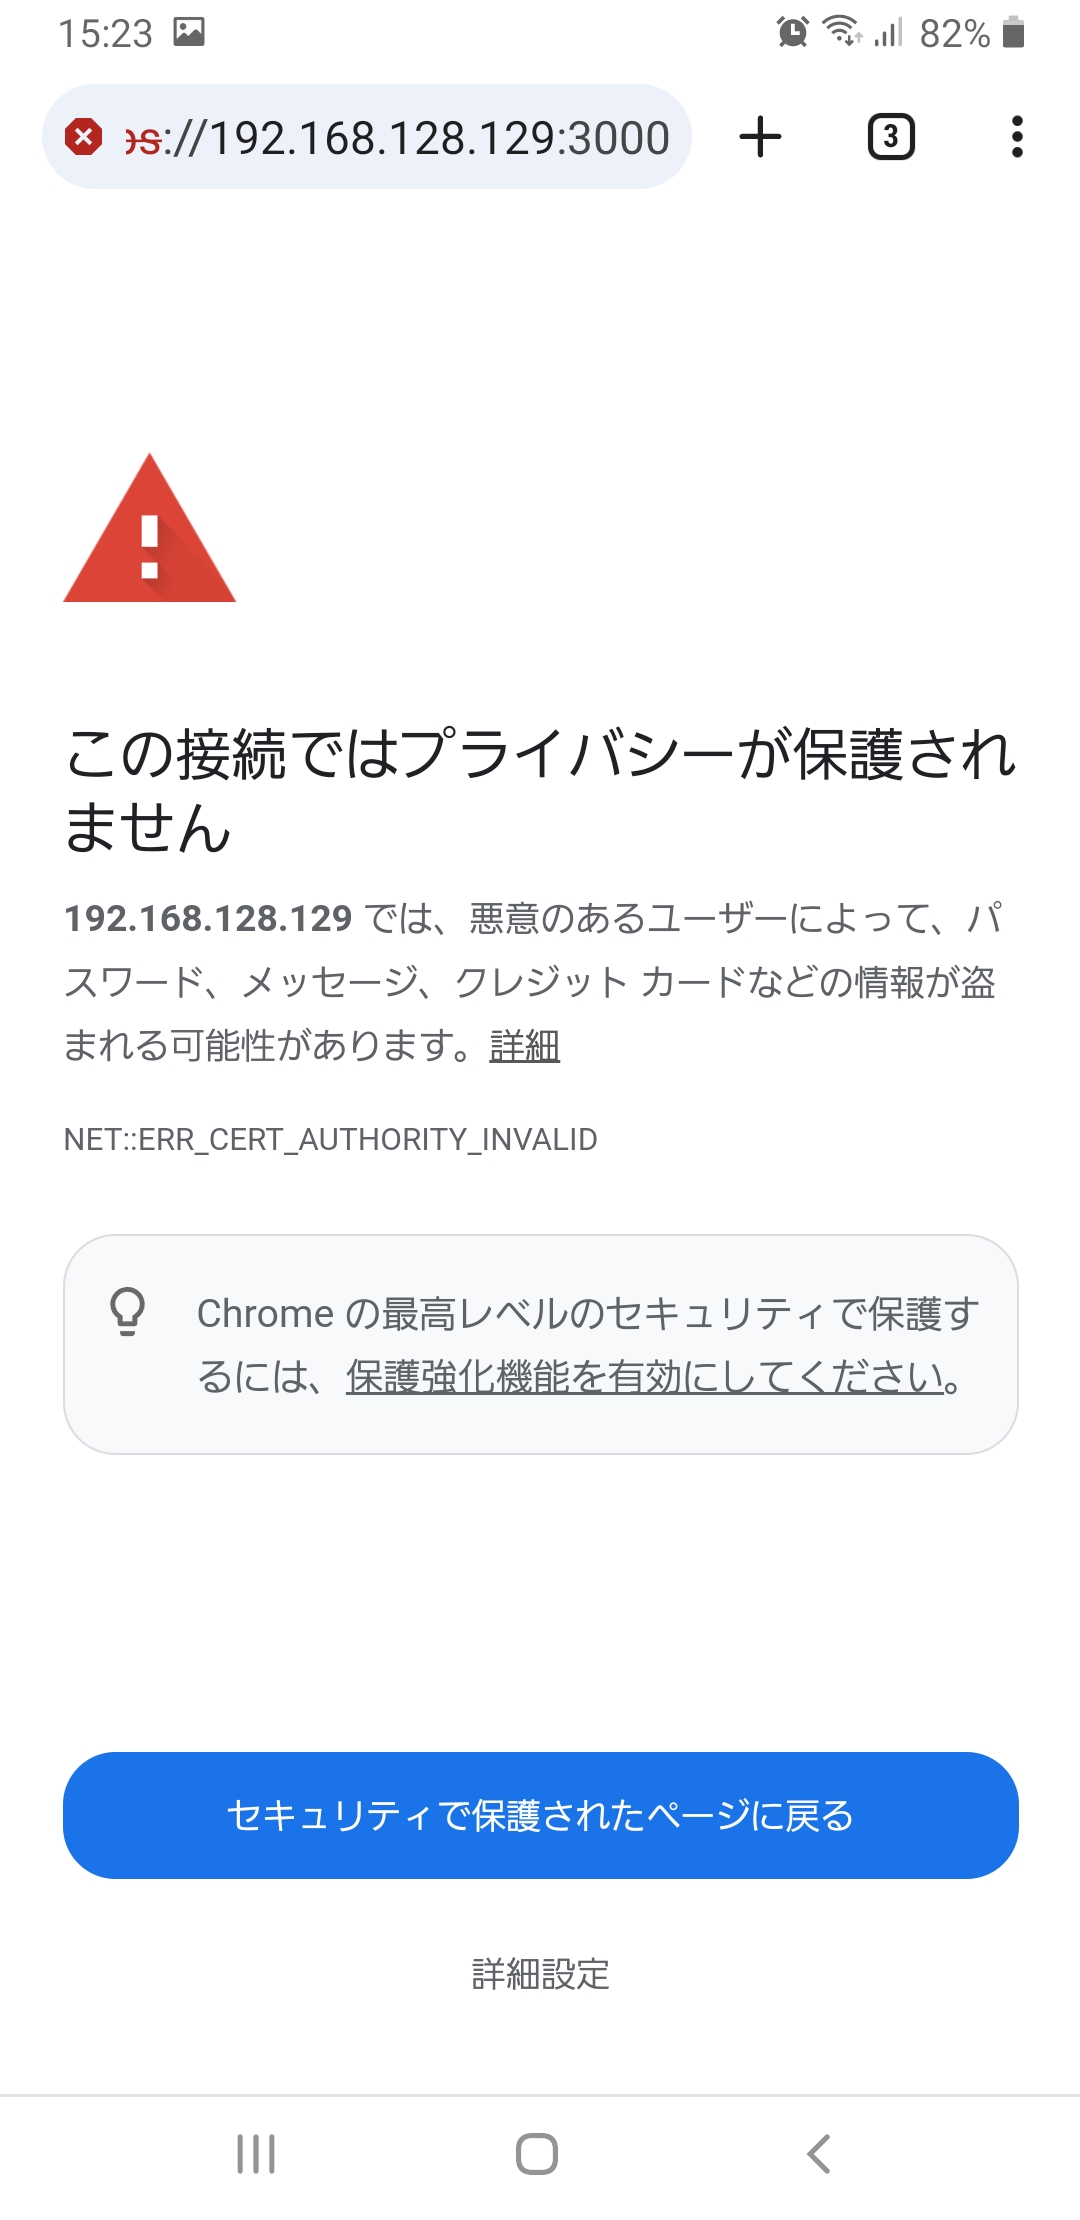 15:23
82%
ps://192.168.128.129:3000
3
この接続ではプライバシーが保護され
ません
192.168.128.129 では、悪意のあるユーザーによって、パ
スワード、メッセージ、クレジット カードなどの情報が盗
まれる可能性があります。詳細
NET::ERR_CERT_AUTHORITY_INVALID
Chrome の最高レベルのセキュリティで保護す
るには、保護強化機能を有効にしてください。
セキュリティで保護されたページに戻る
詳細設定